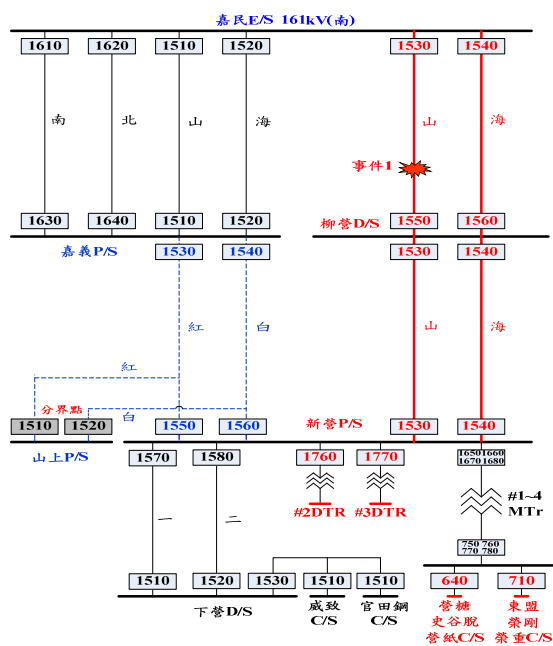 嘉民E/S 161kV(南)
1610 1620 1510 1520 1530 1540
南 北 山 海 山 海
事件1
1630 1640 1510 1520 1550 1560
柳營D/S
嘉義P/S 1530 1540 1530 1540
紅 白 山 海
紅
分界點 白
1510 1520 1550 1560 新營P/S 1530 1540
山上P/S
1570 1580 1760 1770 1650 1660
1670 1680
#1~4
MTr
#2DTR #3DTR
一 二
750 760
770 780
1510 1520 1530 1510 1510 640 710
下營D/S
威致
C/S
官田鋼
C/S
營糖
史谷脫
營紙C/S
東盟
榮剛
榮重C/S